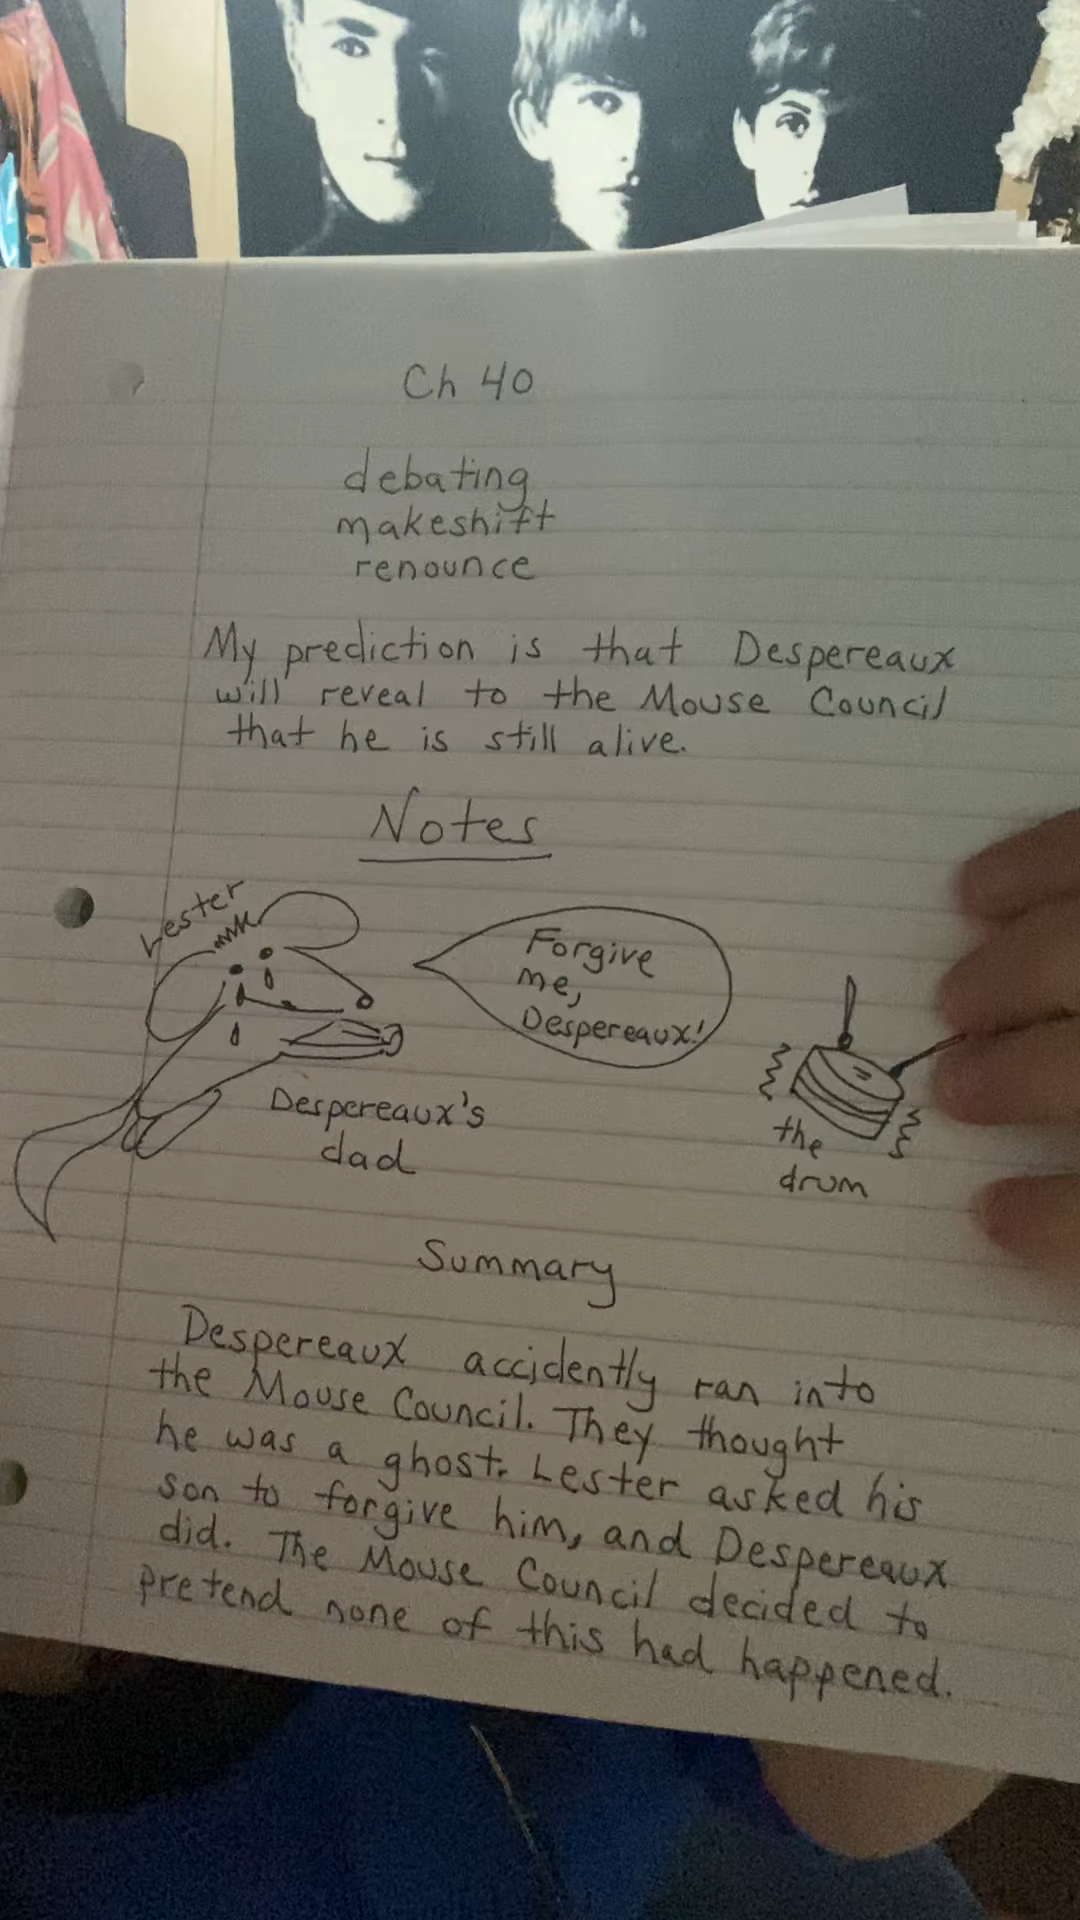 Ch 40
debating
makeshift
renounce
My prediction is that Despereaux
will reveal to the Mouse Council
that he is still alive.
Notes
Lester
Forgive
me,
Despereaux!
Despereaux's
dad
the
drum
Summary
Despereaux accidently ran into
the Mouse Council. They thought
he was a ghost. Lester asked his
son to forgive him, and Despereaux
did. The Mouse Council decided to
pretend none of this had happened.